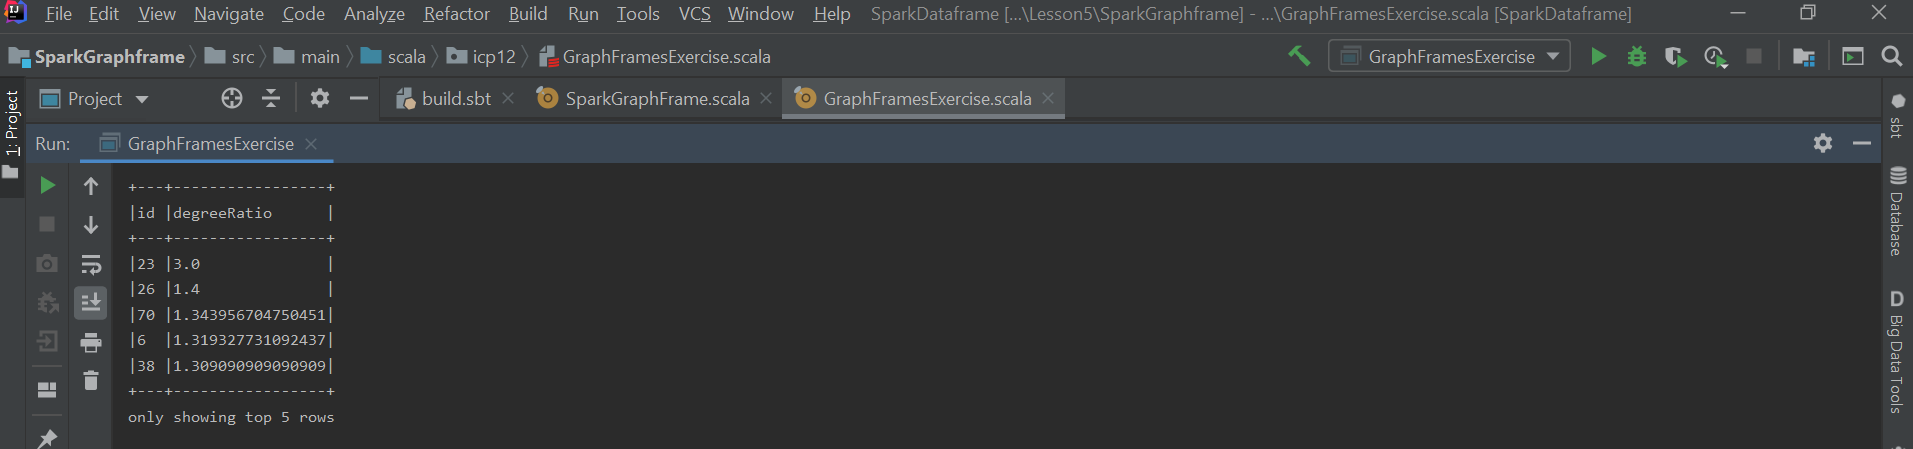 File Edit View Navigate Code Analyze Refactor Build Run Tools VCS Window Help SparkDataframe [...\Lesson5\SparkGraphframe] - ...\GraphFramesExercise.scala [SparkDataframe]
SparkGraphframe src main scala icp12 GraphFramesExercise.scala GraphFramesExercise
Project build.sbt SparkGraphFrame.scala GraphFramesExercise.scala
1: Project
Run: GraphFramesExercise
+---+-----------------+
|id |degreeRatio      |
+---+-----------------+
|23 |3.0              |
|26 |1.4              |
|70 |1.343956704750451|
|6  |1.319327731092437|
|38 |1.309090909090909|
+---+-----------------+
only showing top 5 rows
sbt
Database
D Big Data Tools